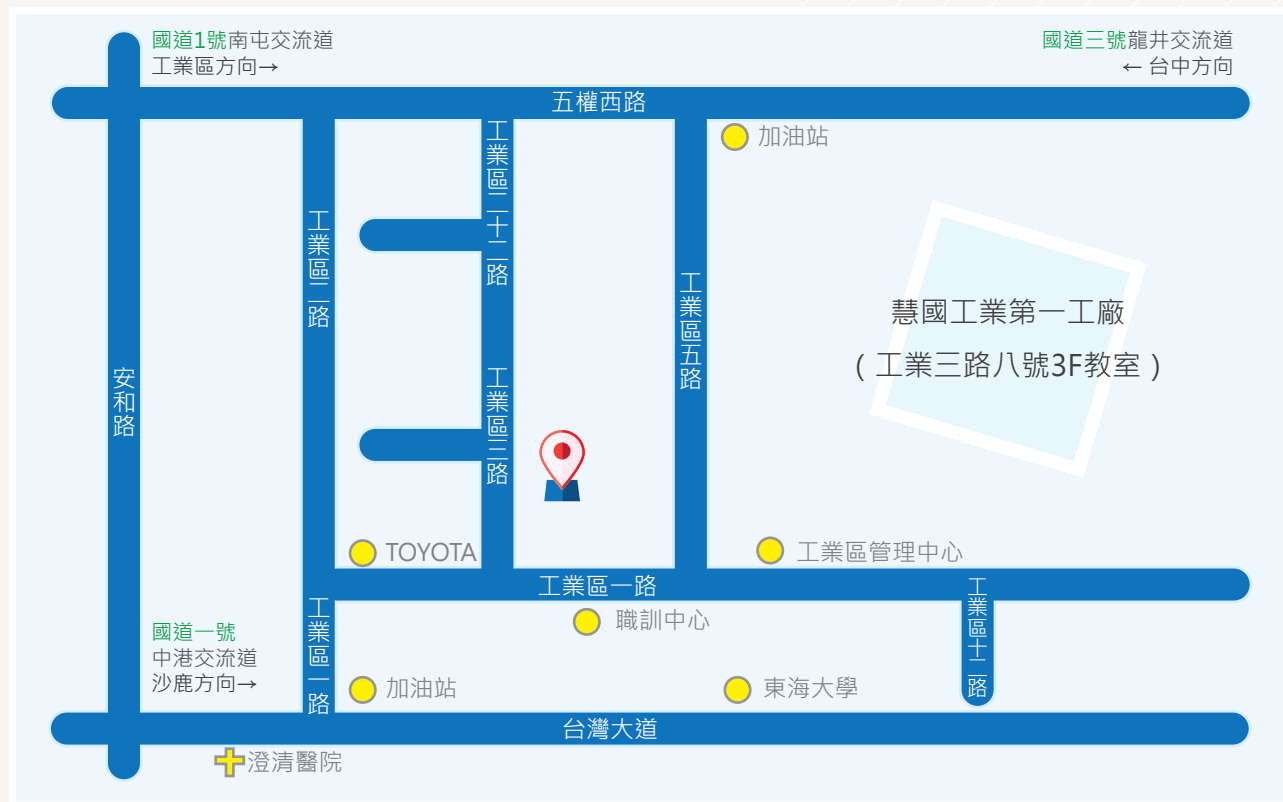 國道1號南屯交流道
工業區方向→
國道三號龍井交流道
← 台中方向
五權西路
加油站
工業區二十二路
工業區二路
工業區五路
慧國工業第一工廠
( 工業三路八號3F教室 )
安和路
工業區三路
TOYOTA
工業區管理中心
工業區一路
工業區十二路
工業區一路
職訓中心
國道一號
中港交流道
沙鹿方向→
加油站
東海大學
台灣大道
澄清醫院